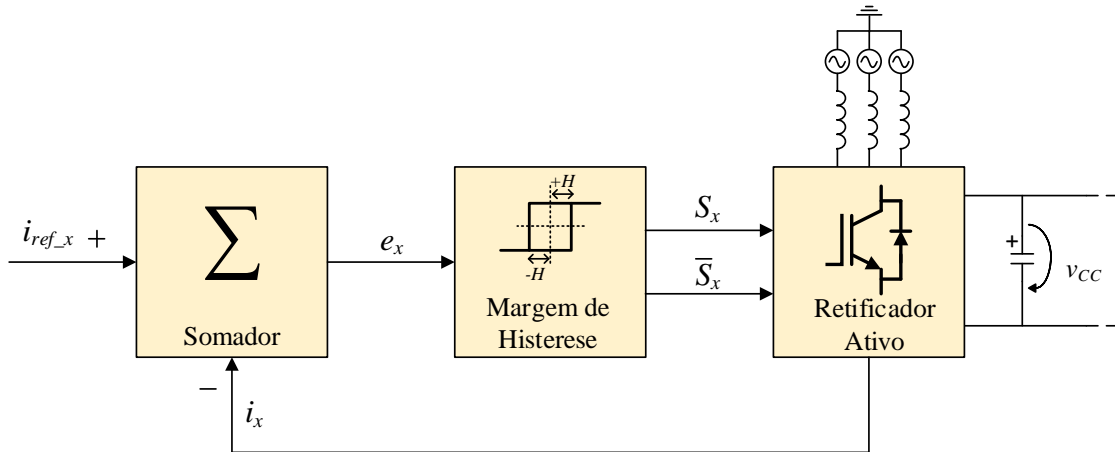 i_ref_x +
Σ
Somador
−
i_x
e_x
+H
-H
Margem de
Histerese
S_x
S̅_x
Retificador
Ativo
+
v_CC